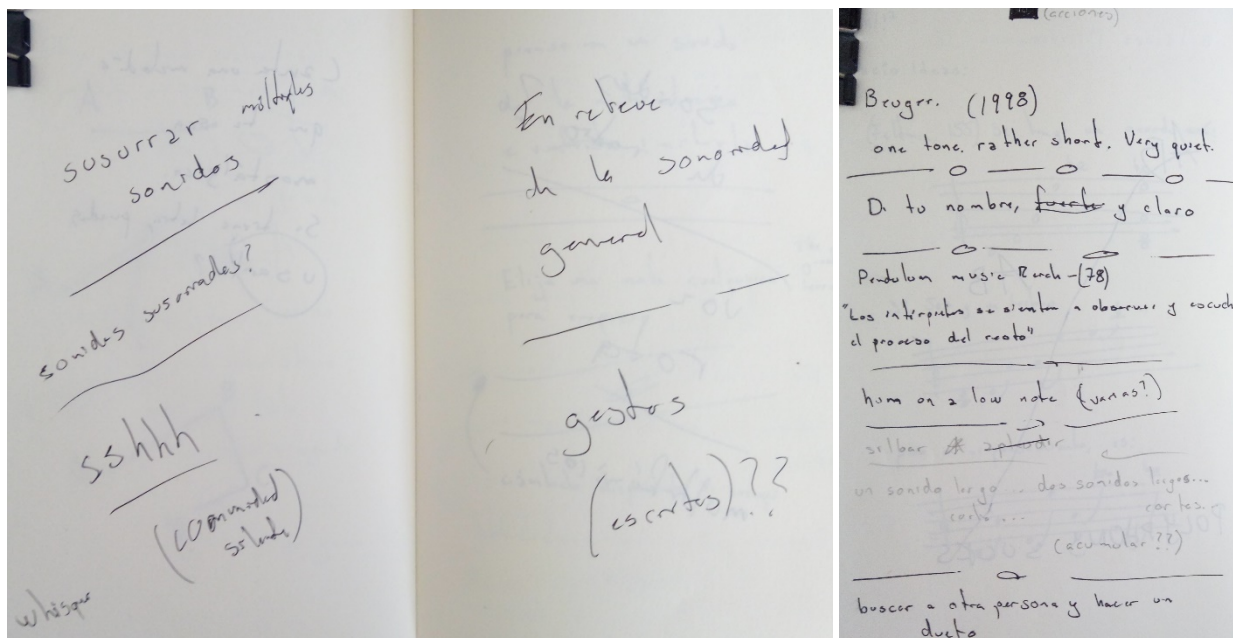 susurrar múltiples
sonidos
sonidos susurrados?
sshhh
(comunidad
En relieve
de la sonoridad
general
gestos
(escritos)??
(acciones)
(1998)
one tone, rather short. Very quiet.
Di tu nombre, fuerte y claro
Pendulum music Reich - (78)
"Los intérpretes se sientan a observar y escuch
el proceso del resto"
hum on a low note (varias?)
silbar aplaudir
un sonido largo... dos sonidos largos...
corto... cortos..
(acumular??)
buscar a otra persona y hacer un
dueto